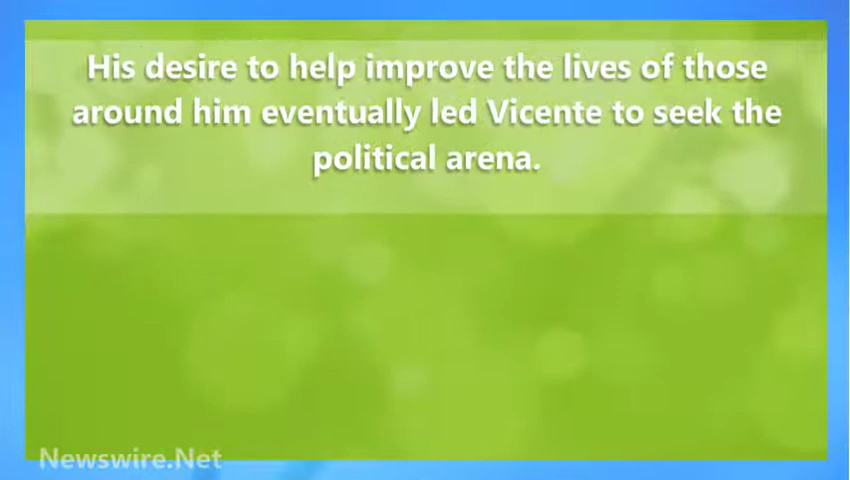 His desire to help improve the lives of those
around him eventually led Vicente to seek the
political arena.
Newswire.Net